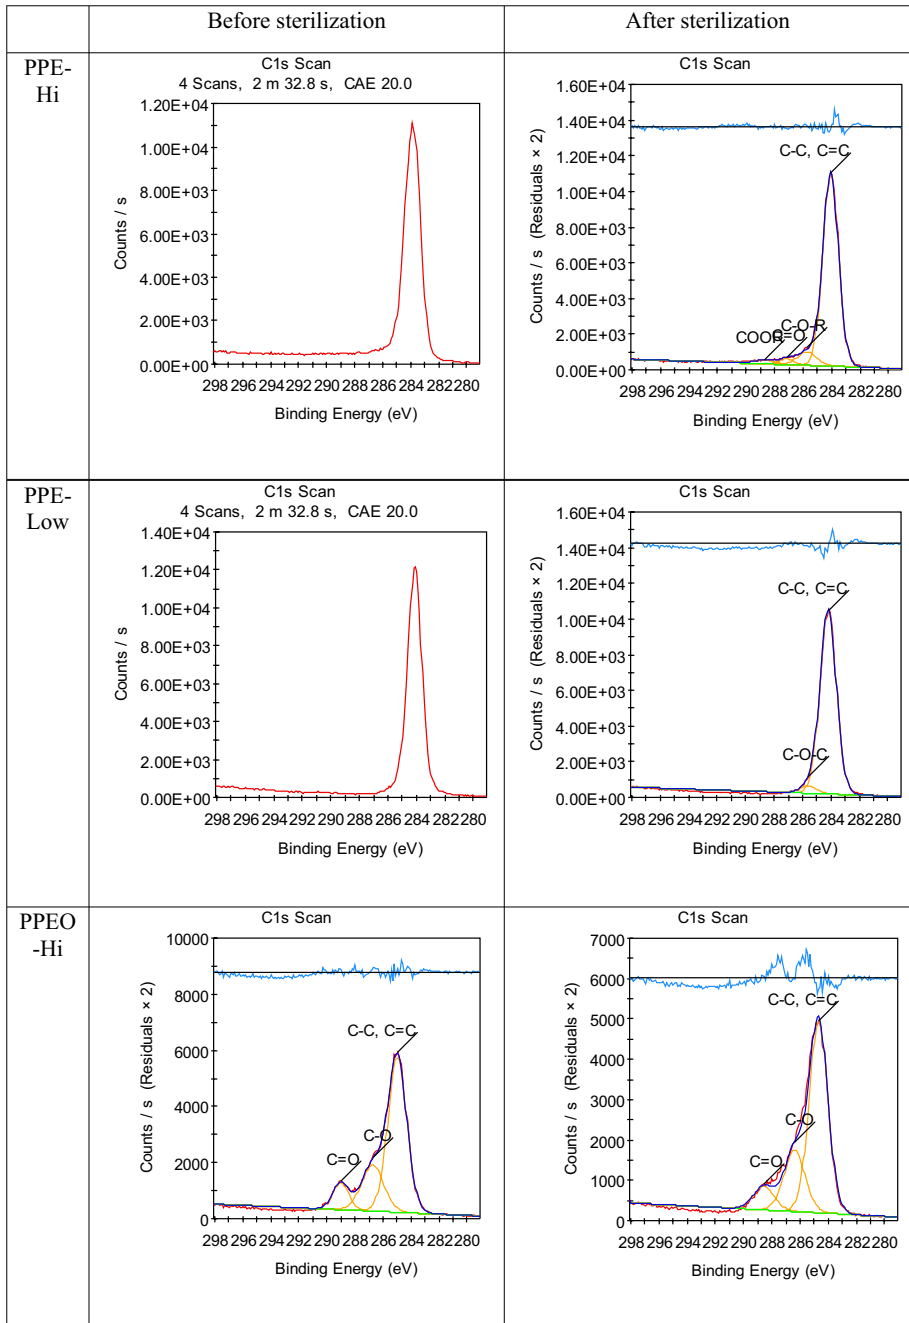 Before sterilization
After sterilization
PPE-
Hi
C1s Scan
4 Scans, 2 m 32.8 s, CAE 20.0
1.20E+04
1.00E+04
8.00E+03
6.00E+03
4.00E+03
2.00E+03
0.00E+00
Counts / s
298 296 294 292 290 288 286 284 282 280
Binding Energy (eV)
C1s Scan
1.60E+04
1.40E+04
1.20E+04
1.00E+04
8.00E+03
6.00E+03
4.00E+03
2.00E+03
0.00E+00
Counts / s (Residuals × 2)
C-C, C=C
C-O-R
C=O
COOR
298 296 294 292 290 288 286 284 282 280
Binding Energy (eV)
PPE-
Low
C1s Scan
4 Scans, 2 m 32.8 s, CAE 20.0
1.40E+04
1.20E+04
1.00E+04
8.00E+03
6.00E+03
4.00E+03
2.00E+03
0.00E+00
Counts / s
298 296 294 292 290 288 286 284 282 280
Binding Energy (eV)
C1s Scan
1.60E+04
1.40E+04
1.20E+04
1.00E+04
8.00E+03
6.00E+03
4.00E+03
2.00E+03
0.00E+00
Counts / s (Residuals × 2)
C-C, C=C
C-O-C
298 296 294 292 290 288 286 284 282 280
Binding Energy (eV)
PPEO
-Hi
C1s Scan
10000
8000
6000
4000
2000
0
Counts / s (Residuals × 2)
C-C, C=C
C-O
C=O
298 296 294 292 290 288 286 284 282 280
Binding Energy (eV)
C1s Scan
7000
6000
5000
4000
3000
2000
1000
0
Counts / s (Residuals × 2)
C-C, C=C
C-O
C=O
298 296 294 292 290 288 286 284 282 280
Binding Energy (eV)